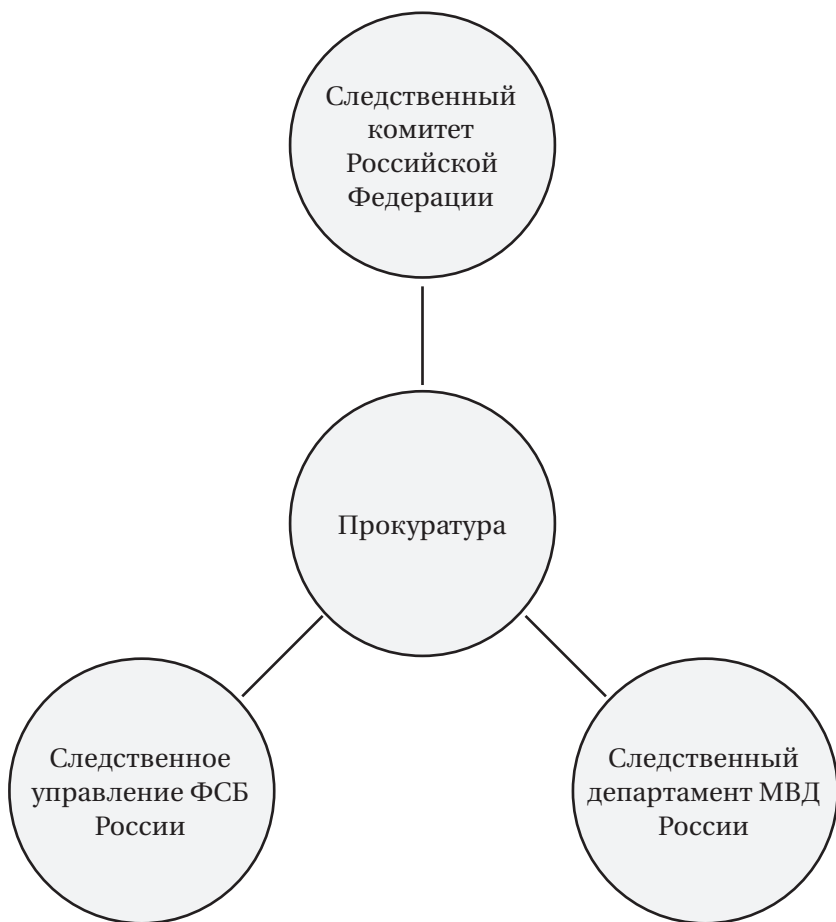 Следственный
комитет
Российской
Федерации
Прокуратура
Следственное
управление ФСБ
России
Следственный
департамент МВД
России